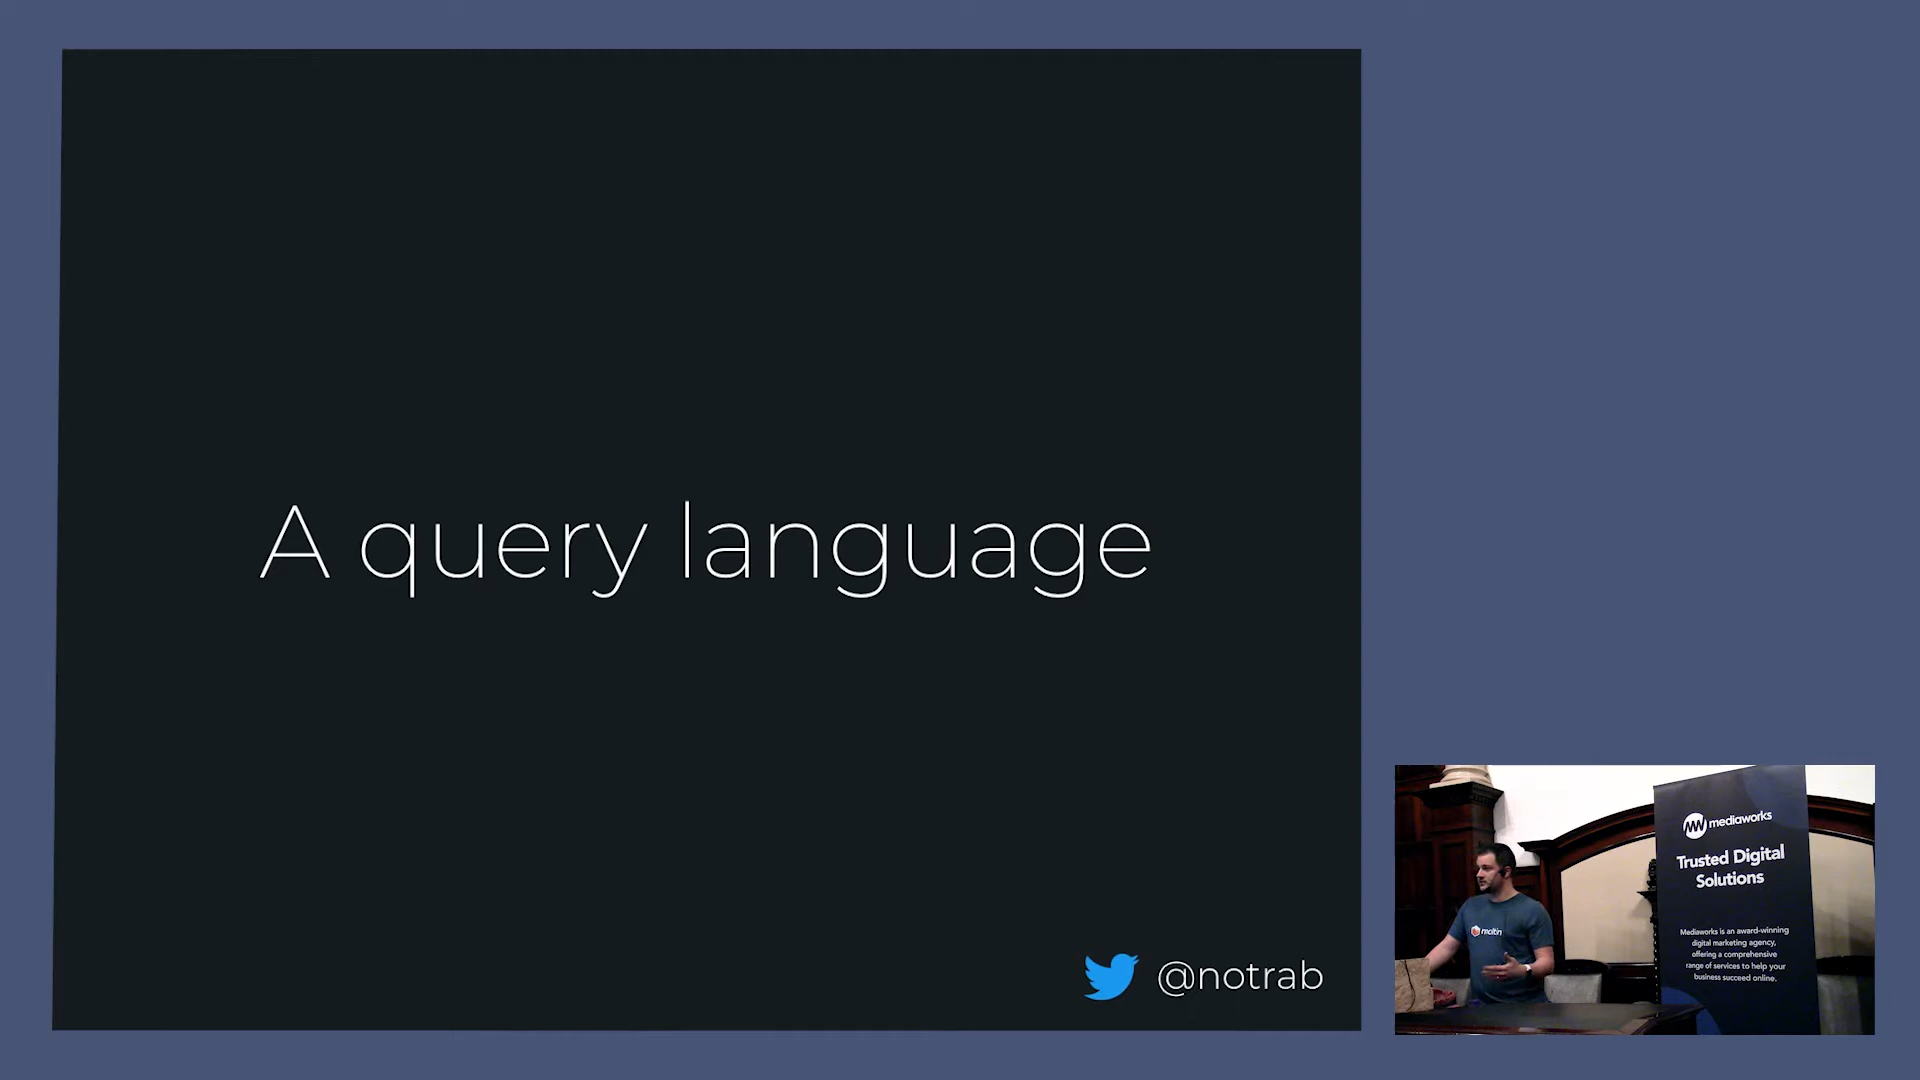 A query language
@notrab
mediaworks
Trusted Digital
Solutions
Mediaworks is an award-winning
digital marketing agency,
offering a comprehensive
range of services to help your
business succeed online.
moltin